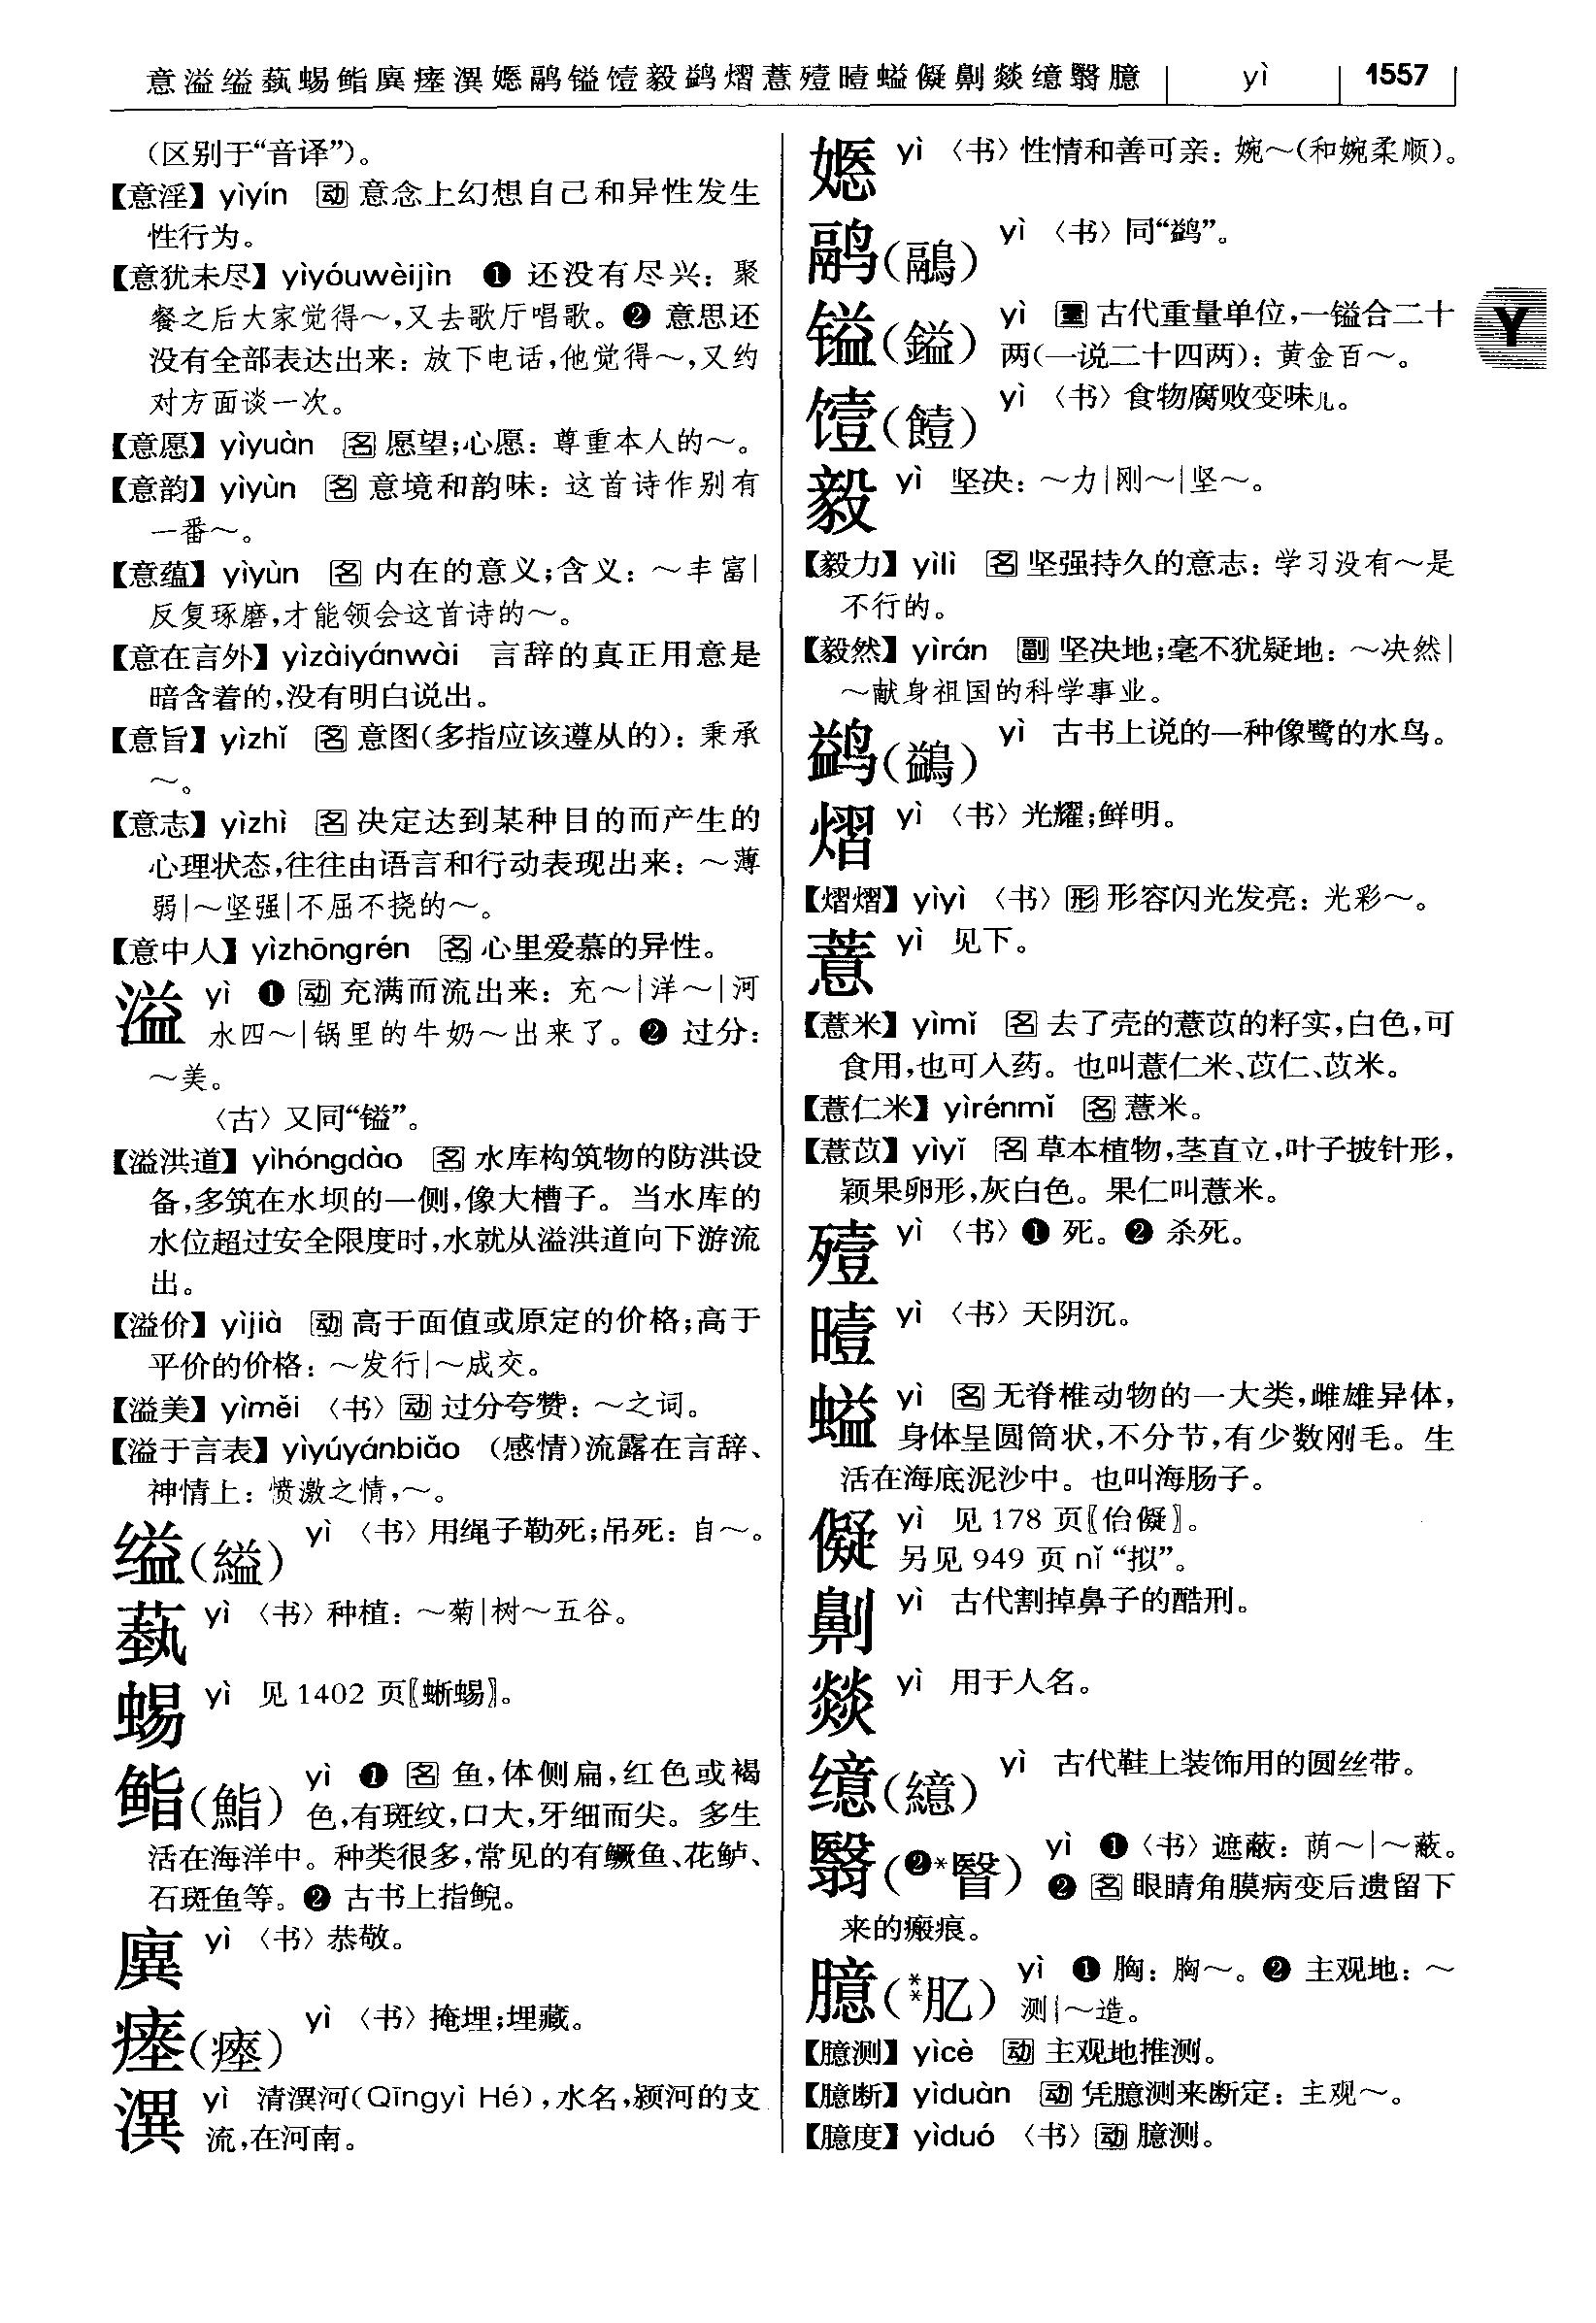 意溢缢蓺蜴鲐廙瘗潩嫕鹝镒饐毅鹢熠薏殪曀螠儗劓燚繶翳臆 yì 1557
(区别于“音译”)。
【意淫】yìyín 动 意念上幻想自己和异性发生
性行为。
【意犹未尽】yìyóuwèijìn ❶ 还没有尽兴：聚
餐之后大家觉得～,又去歌厅唱歌。❷ 意思还
没有全部表达出来：放下电话,他觉得～,又约
对方面谈一次。
【意愿】yìyuàn 名 愿望;心愿：尊重本人的～。
【意韵】yìyùn 名 意境和韵味：这首诗作别有
一番～。
【意蕴】yìyùn 名 内在的意义;含义：～丰富|
反复琢磨,才能领会这首诗的～。
【意在言外】yìzàiyánwài 言辞的真正用意是
暗含着的,没有明白说出。
【意旨】yìzhǐ 名 意图(多指应该遵从的)：秉承
～。
【意志】yìzhì 名 决定达到某种目的而产生的
心理状态,往往由语言和行动表现出来：～薄
弱|～坚强|不屈不挠的～。
【意中人】yìzhōngrén 名 心里爱慕的异性。
溢 yì ❶ 动 充满而流出来：充～|洋～|河
水四～|锅里的牛奶～出来了。❷ 过分：
～美。
〈古〉又同“镒”。
【溢洪道】yìhóngdào 名 水库构筑物的防洪设
备,多筑在水坝的一侧,像大槽子。当水库的
水位超过安全限度时,水就从溢洪道向下游流
出。
【溢价】yìjià 动 高于面值或原定的价格;高于
平价的价格：～发行|～成交。
【溢美】yìměi 〈书〉动 过分夸赞：～之词。
【溢于言表】yìyúyánbiǎo (感情)流露在言辞、
神情上：愤激之情,～。
缢(縊) yì 〈书〉用绳子勒死;吊死：自～。
蓺 yì 〈书〉种植：～菊|树～五谷。
蜴 yì 见 1402 页〖蜥蜴〗。
鮨(鮨) yì ❶ 名 鱼,体侧扁,红色或褐
色,有斑纹,口大,牙细而尖。多生
活在海洋中。种类很多,常见的有鳜鱼、花鲈、
石斑鱼等。❷ 古书上指鲵。
廙 yì 〈书〉恭敬。
瘗(瘞) yì 〈书〉掩埋;埋藏。
潩 yì 清潩河(Qīngyì Hé),水名,颍河的支
流,在河南。
嫕 yì 〈书〉性情和善可亲：婉～(和婉柔顺)。
鹝(鷊) yì 〈书〉同“鹢”。
镒(鎰) yì 量 古代重量单位,一镒合二十
两(一说二十四两)：黄金百～。
饐(饐) yì 〈书〉食物腐败变味儿。
毅 yì 坚决：～力|刚～|坚～。
【毅力】yìlì 名 坚强持久的意志：学习没有～是
不行的。
【毅然】yìrán 副 坚决地;毫不犹疑地：～决然|
～献身祖国的科学事业。
鹢(鷁) yì 古书上说的一种像鹭的水鸟。
熠 yì 〈书〉光耀;鲜明。
【熠熠】yìyì 〈书〉形 形容闪光发亮：光彩～。
薏 yì 见下。
【薏米】yìmǐ 名 去了壳的薏苡的籽实,白色,可
食用,也可入药。也叫薏仁米、苡仁、苡米。
【薏仁米】yìrénmǐ 名 薏米。
【薏苡】yìyǐ 名 草本植物,茎直立,叶子披针形,
颖果卵形,灰白色。果仁叫薏米。
殪 yì 〈书〉❶ 死。❷ 杀死。
曀 yì 〈书〉天阴沉。
螠 yì 名 无脊椎动物的一大类,雌雄异体,
身体呈圆筒状,不分节,有少数刚毛。生
活在海底泥沙中。也叫海肠子。
儗 yì 见 178 页〖佁儗〗。
另见 949 页 nǐ “拟”。
劓 yì 古代割掉鼻子的酷刑。
燚 yì 用于人名。
繶(繶) yì 古代鞋上装饰用的圆丝带。
翳(❷*瞖) yì ❶〈书〉遮蔽：荫～|～蔽。
❷ 名 眼睛角膜病变后遗留下
来的瘢痕。
臆(**肊) yì ❶ 胸：胸～。❷ 主观地：～
测|～造。
【臆测】yìcè 动 主观地推测。
【臆断】yìduàn 动 凭臆测来断定：主观～。
【臆度】yìduó 〈书〉动 臆测。
Y